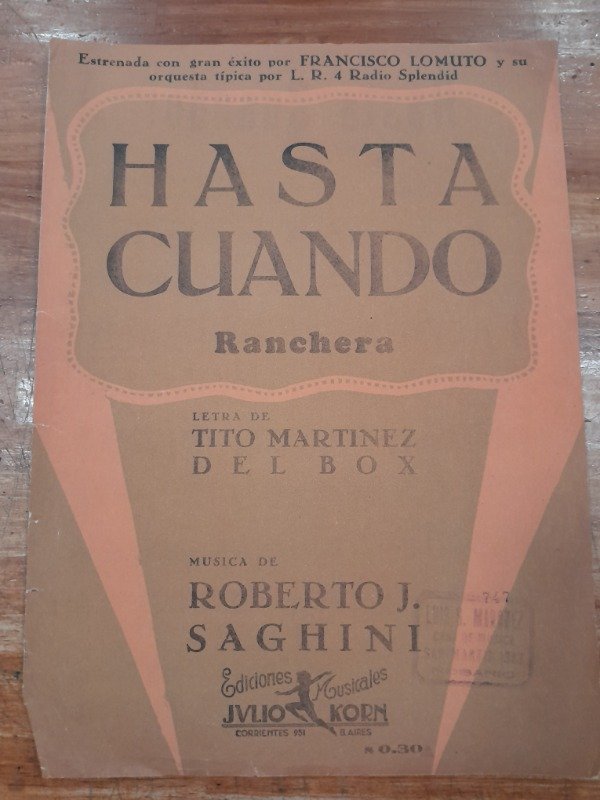 Estrenada con gran éxito por FRANCISCO LOMUTO y su
orquesta típica por L. R. 4 Radio Splendid
HASTA
CUANDO
Ranchera
LETRA DE
TITO MARTINEZ
DEL BOX
MUSICA DE
ROBERTO J.
SAGHINI
Ediciones Musicales
JVLIO KORN
CORRIENTES 951 B. AIRES
$ 0.30